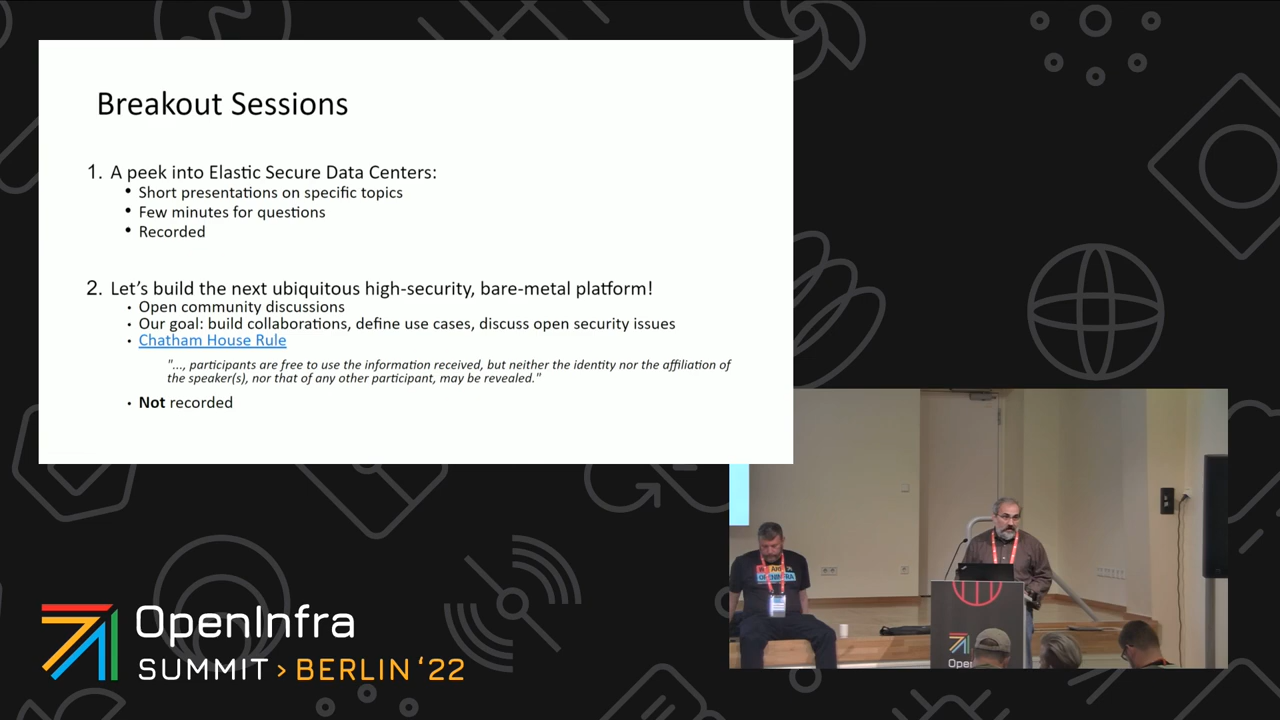 Breakout Sessions
1. A peek into Elastic Secure Data Centers:
• Short presentations on specific topics
• Few minutes for questions
• Recorded
2. Let's build the next ubiquitous high-security, bare-metal platform!
• Open community discussions
• Our goal: build collaborations, define use cases, discuss open security issues
• Chatham House Rule
"..., participants are free to use the information received, but neither the identity nor the affiliation of
the speaker(s), nor that of any other participant, may be revealed."
• Not recorded
OpenInfra
SUMMIT > BERLIN '22